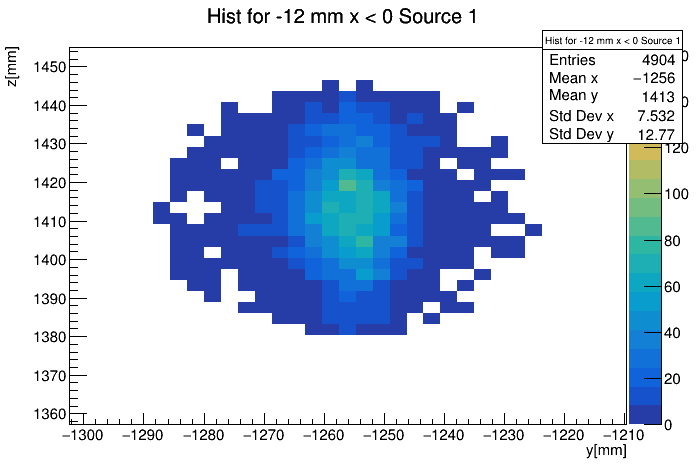 Hist for -12 mm x < 0 Source 1
z[mm]
Hist for -12 mm x < 0 Source 1
Entries 4904
Mean x −1256
Mean y 1413
Std Dev x 7.532
Std Dev y 12.77
1450
1440
1430
1420
1410
1400
1390
1380
1370
1360
120
100
80
60
40
20
0
−1300 −1290 −1280 −1270 −1260 −1250 −1240 −1230 −1220 −1210
y[mm]